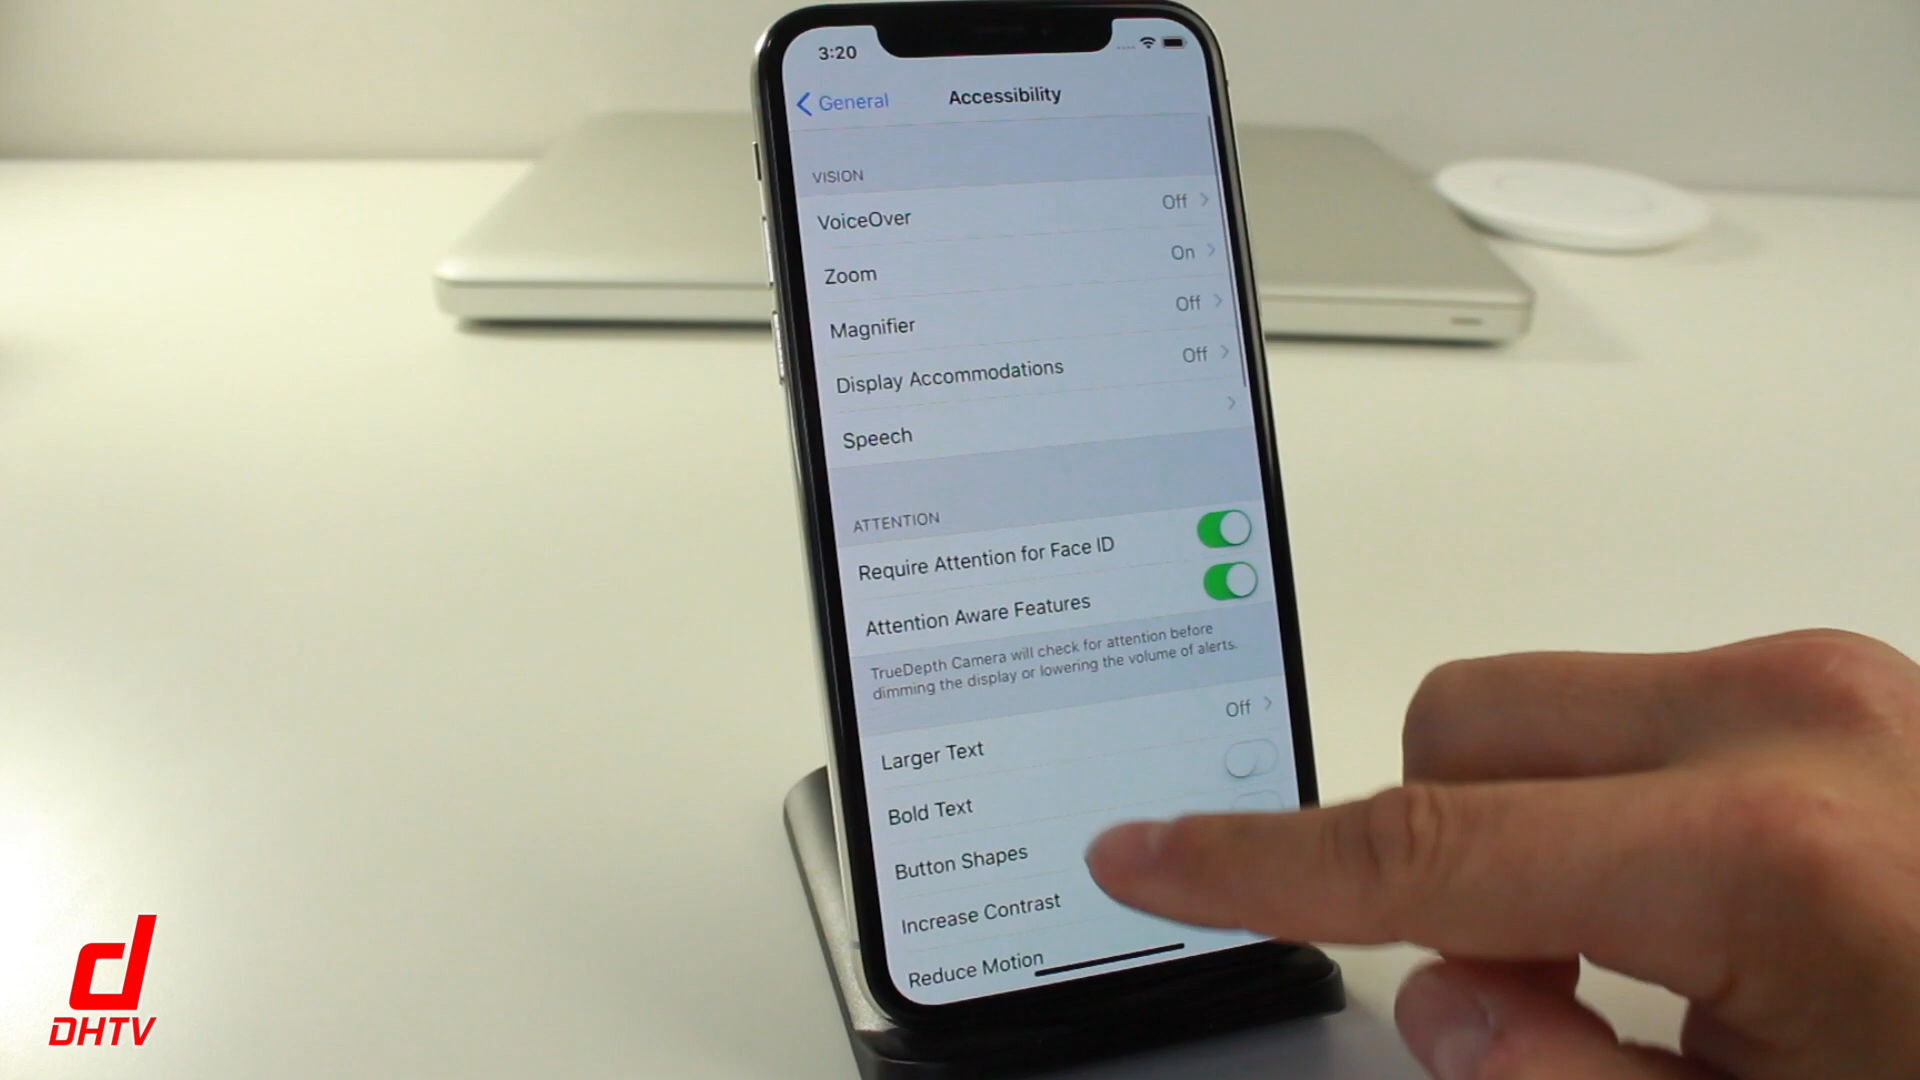 3:20
General
Accessibility
VISION
VoiceOver Off
Zoom On
Magnifier Off
Display Accommodations Off
Speech
ATTENTION
Require Attention for Face ID
Attention Aware Features
TrueDepth Camera will check for attention before
dimming the display or lowering the volume of alerts.
Larger Text Off
Bold Text
Button Shapes
Increase Contrast
Reduce Motion
d
DHTV